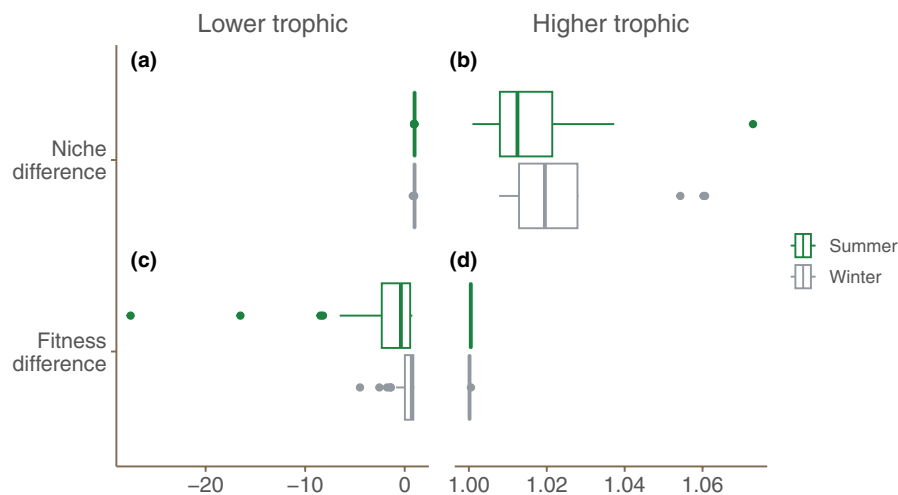 Lower trophic
Higher trophic
(a)
(b)
Niche
difference
(c)
(d)
Summer
Winter
Fitness
difference
−20
−10
0
1.00
1.02
1.04
1.06